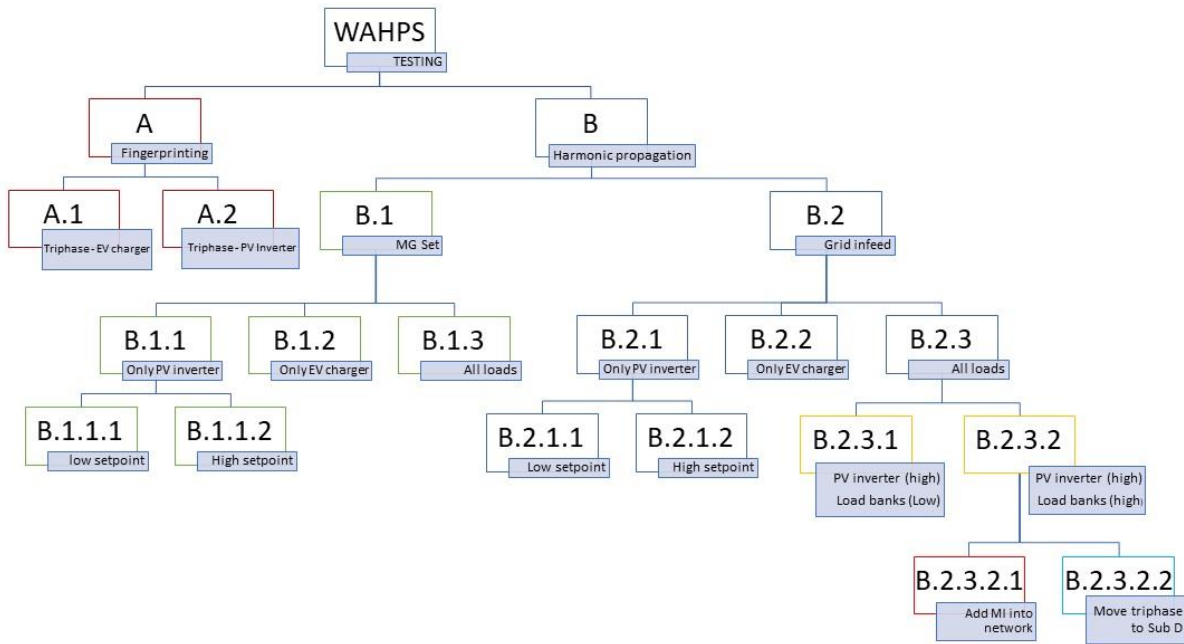 WAHPS
TESTING
A
Fingerprinting
B
Harmonic propagation
A.1
Triphase - EV charger
A.2
Triphase - PV Inverter
B.1
MG Set
B.2
Grid infeed
B.1.1
Only PV inverter
B.1.2
Only EV charger
B.1.3
All loads
B.2.1
Only PV inverter
B.2.2
Only EV charger
B.2.3
All loads
B.1.1.1
low setpoint
B.1.1.2
High setpoint
B.2.1.1
Low setpoint
B.2.1.2
High setpoint
B.2.3.1
PV inverter (high)
Load banks (Low)
B.2.3.2
PV inverter (high)
Load banks (high)
B.2.3.2.1
Add MI into
network
B.2.3.2.2
Move triphase
to Sub D